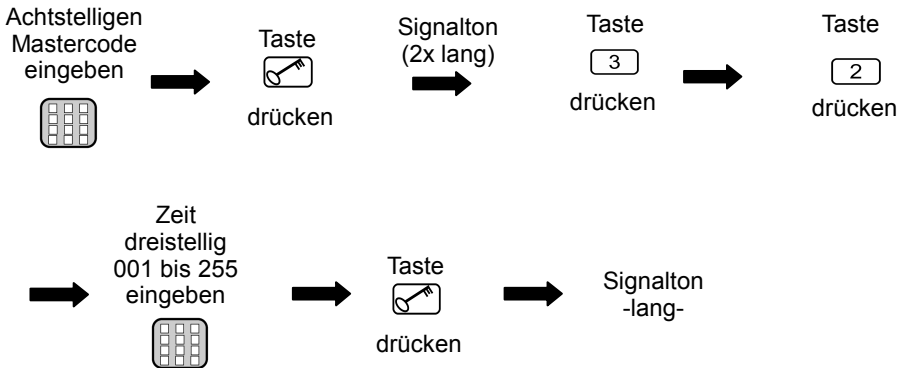 Achtstelligen
Mastercode
eingeben
Taste
drücken
Signalton
(2x lang)
Taste
3
drücken
Taste
2
drücken
Zeit
dreistellig
001 bis 255
eingeben
Taste
drücken
Signalton
-lang-